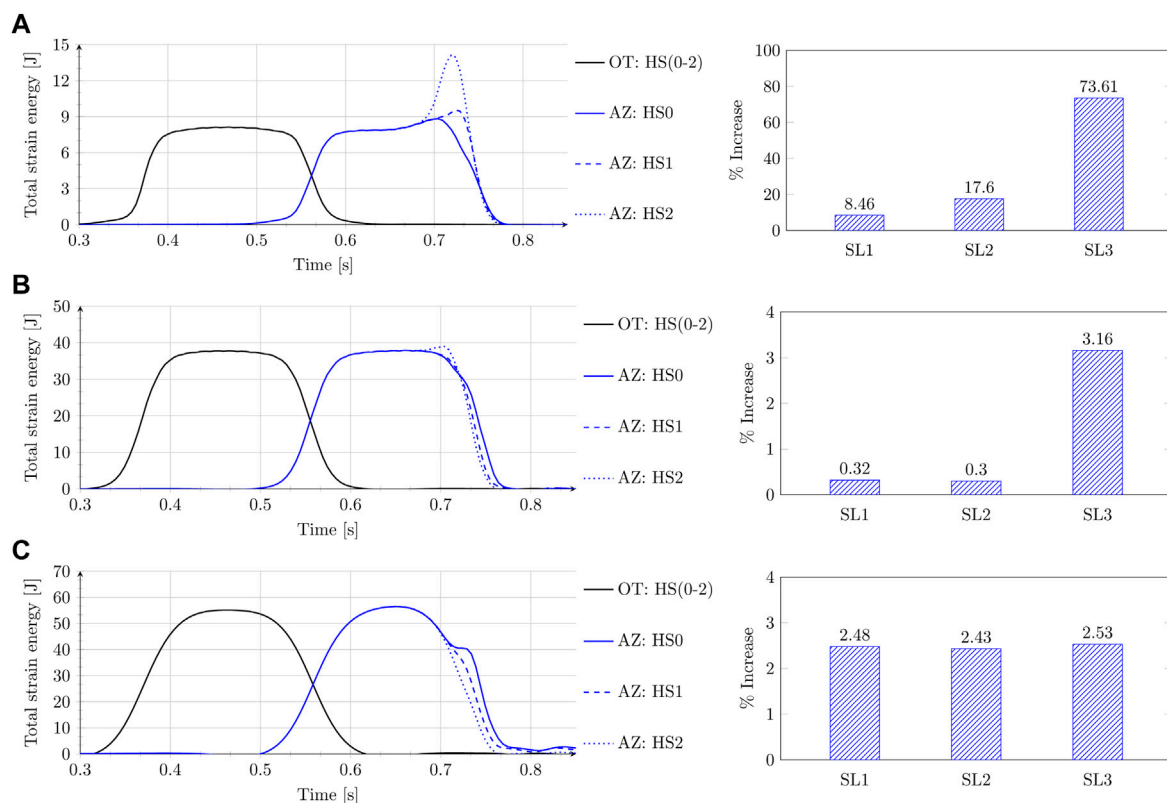 A
Total strain energy [J]
15
12
9
6
3
0
0.3
0.4
0.5
0.6
0.7
0.8
Time [s]
OT: HS(0-2)
AZ: HS0
AZ: HS1
AZ: HS2
% Increase
100
80
60
40
20
0
8.46
17.6
73.61
SL1
SL2
SL3
B
Total strain energy [J]
50
40
30
20
10
0
0.3
0.4
0.5
0.6
0.7
0.8
Time [s]
OT: HS(0-2)
AZ: HS0
AZ: HS1
AZ: HS2
% Increase
4
3
2
1
0
0.32
0.3
3.16
SL1
SL2
SL3
C
Total strain energy [J]
70
60
50
40
30
20
10
0
0.3
0.4
0.5
0.6
0.7
0.8
Time [s]
OT: HS(0-2)
AZ: HS0
AZ: HS1
AZ: HS2
% Increase
4
3
2
1
0
2.48
2.43
2.53
SL1
SL2
SL3